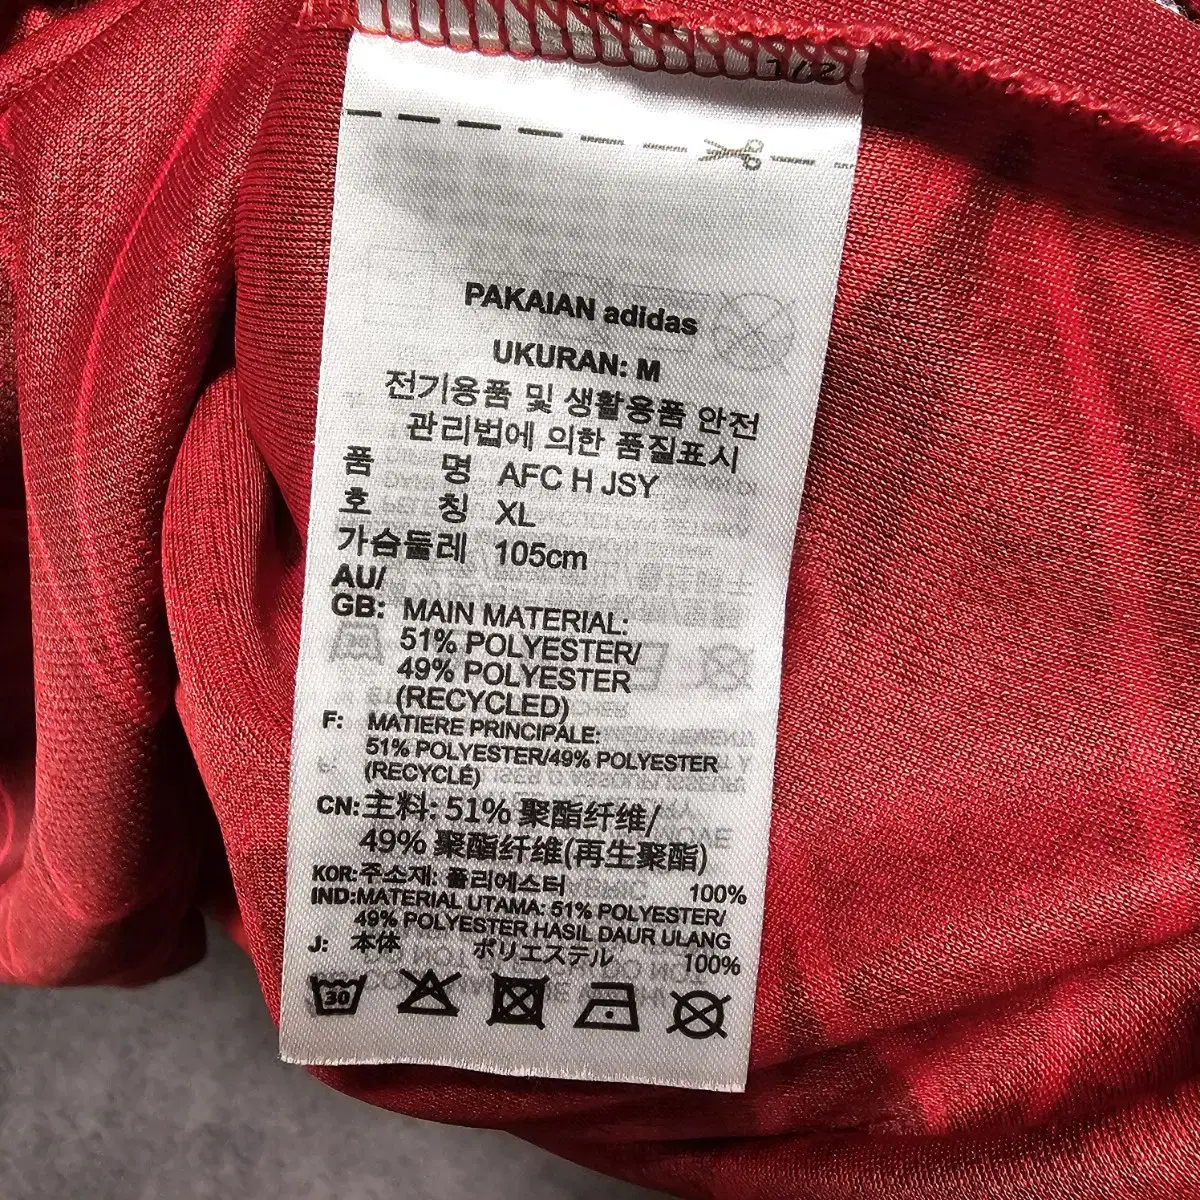 1/2
PAKAIAN adidas
UKURAN: M
전기용품 및 생활용품 안전
관리법에 의한 품질표시
품 명 AFC H JSY
호 칭 XL
가슴둘레 105cm
AU/
GB: MAIN MATERIAL:
51% POLYESTER/
49% POLYESTER
(RECYCLED)
F: MATIERE PRINCIPALE:
51% POLYESTER/49% POLYESTER
(RECYCLÉ)
CN: 主料: 51% 聚酯纤维/
49% 聚酯纤维(再生聚酯)
KOR: 주소재: 폴리에스터 100%
IND: MATERIAL UTAMA: 51% POLYESTER/
49% POLYESTER HASIL DAUR ULANG
J: 本体 ポリエステル 100%
30